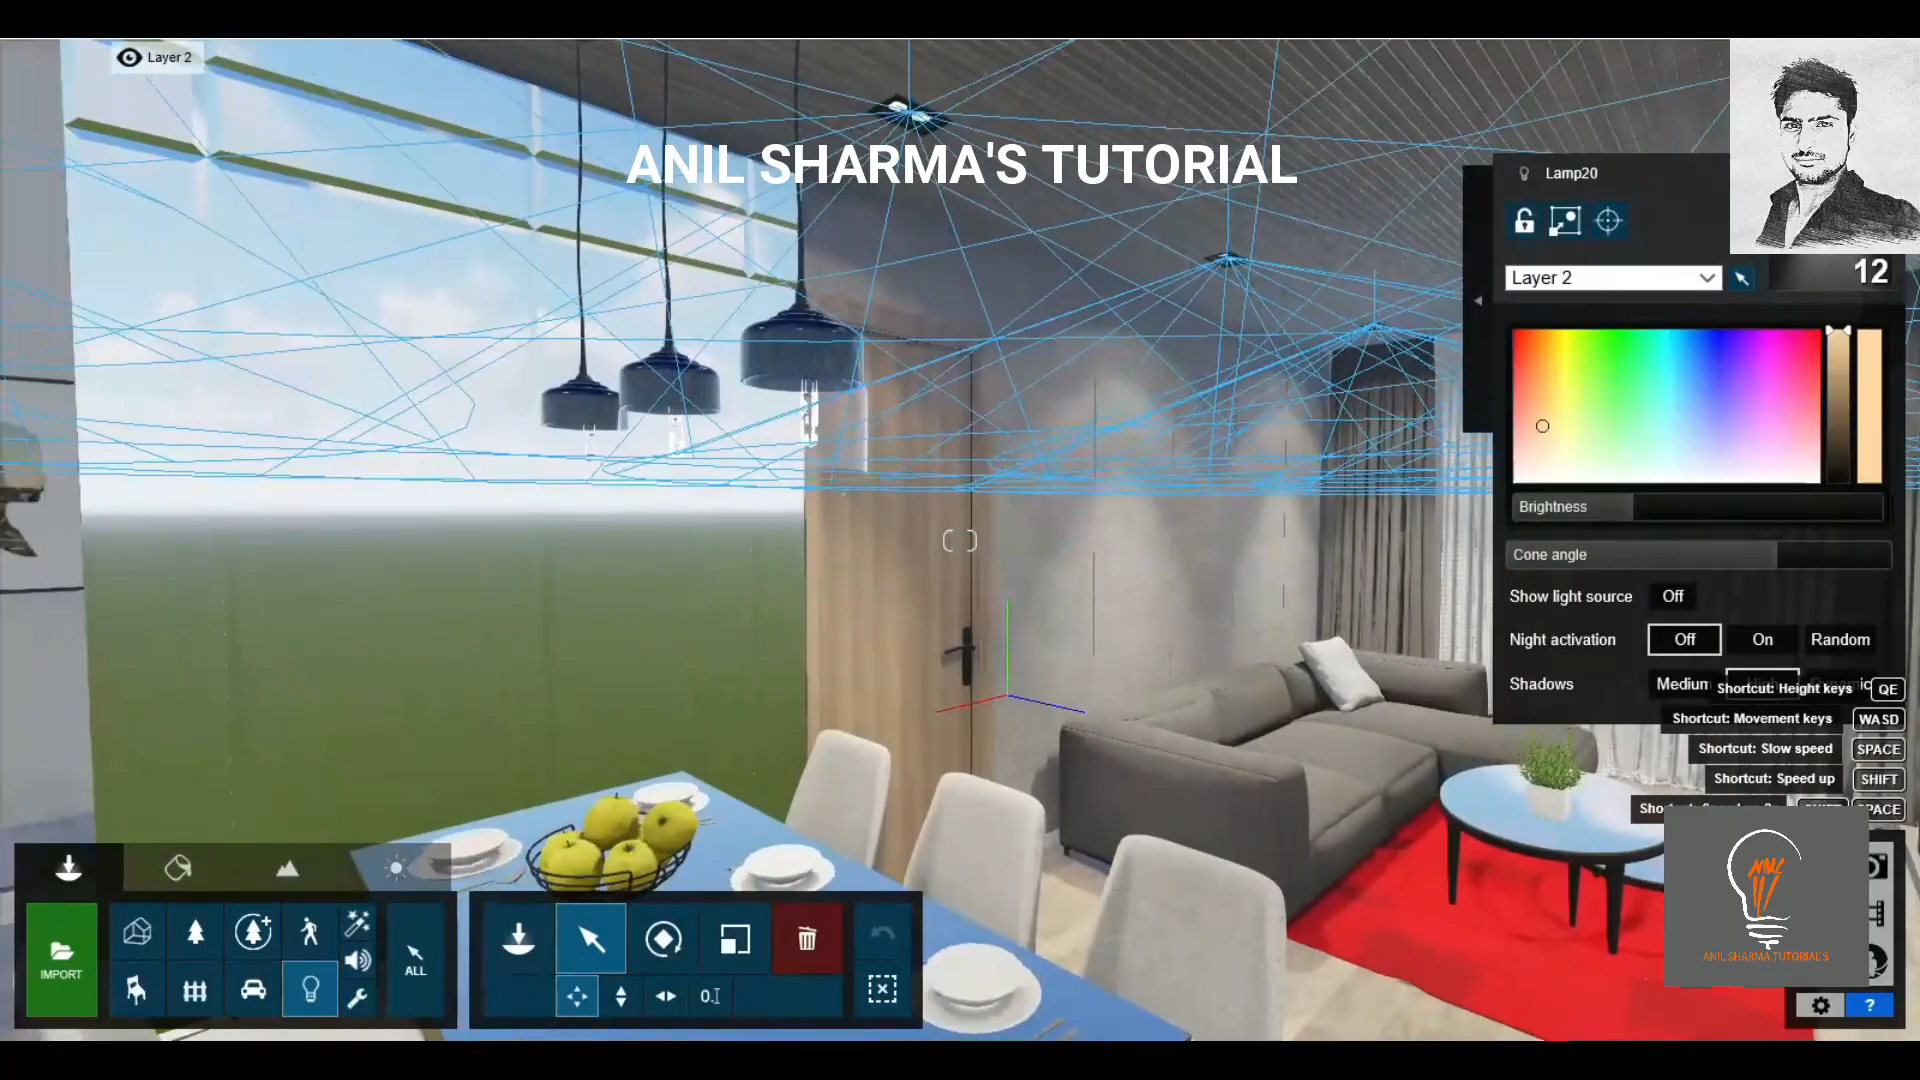 Layer 2
ANIL SHARMA'S TUTORIAL
Lamp20
Layer 2
12
Brightness
Cone angle
Show light source Off
Night activation Off On Random
Shadows Medium
Shortcut: Height keys QE
Shortcut: Movement keys WASD
Shortcut: Slow speed SPACE
Shortcut: Speed up SHIFT
IMPORT
ALL
ANIL SHARMA TUTORIAL'S
?